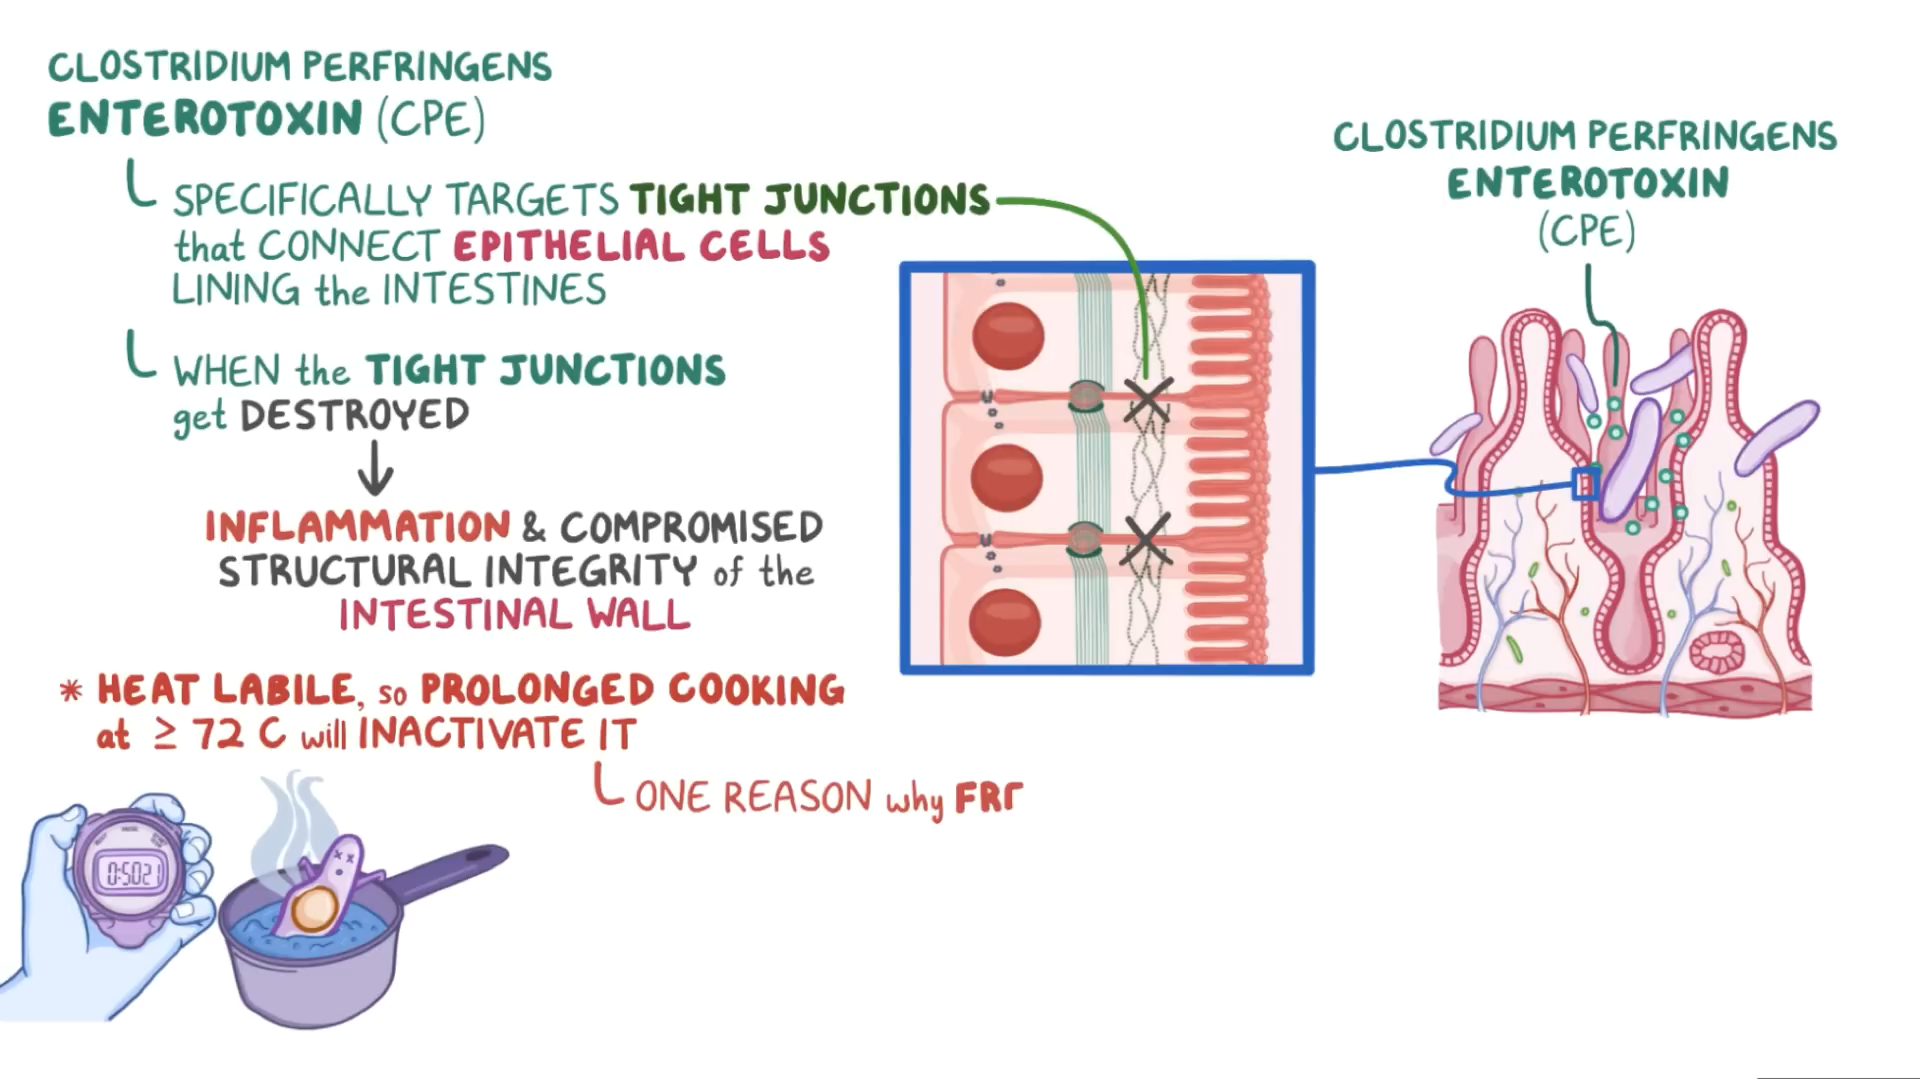 CLOSTRIDIUM PERFRINGENS
ENTEROTOXIN (CPE)
SPECIFICALLY TARGETS TIGHT JUNCTIONS
that CONNECT EPITHELIAL CELLS
LINING the INTESTINES
WHEN the TIGHT JUNCTIONS
get DESTROYED
INFLAMMATION & COMPROMISED
STRUCTURAL INTEGRITY of the
INTESTINAL WALL
* HEAT LABILE, so PROLONGED COOKING
at ≥ 72 C will INACTIVATE IT
ONE REASON why
0:5021
CLOSTRIDIUM PERFRINGENS
ENTEROTOXIN
(CPE)